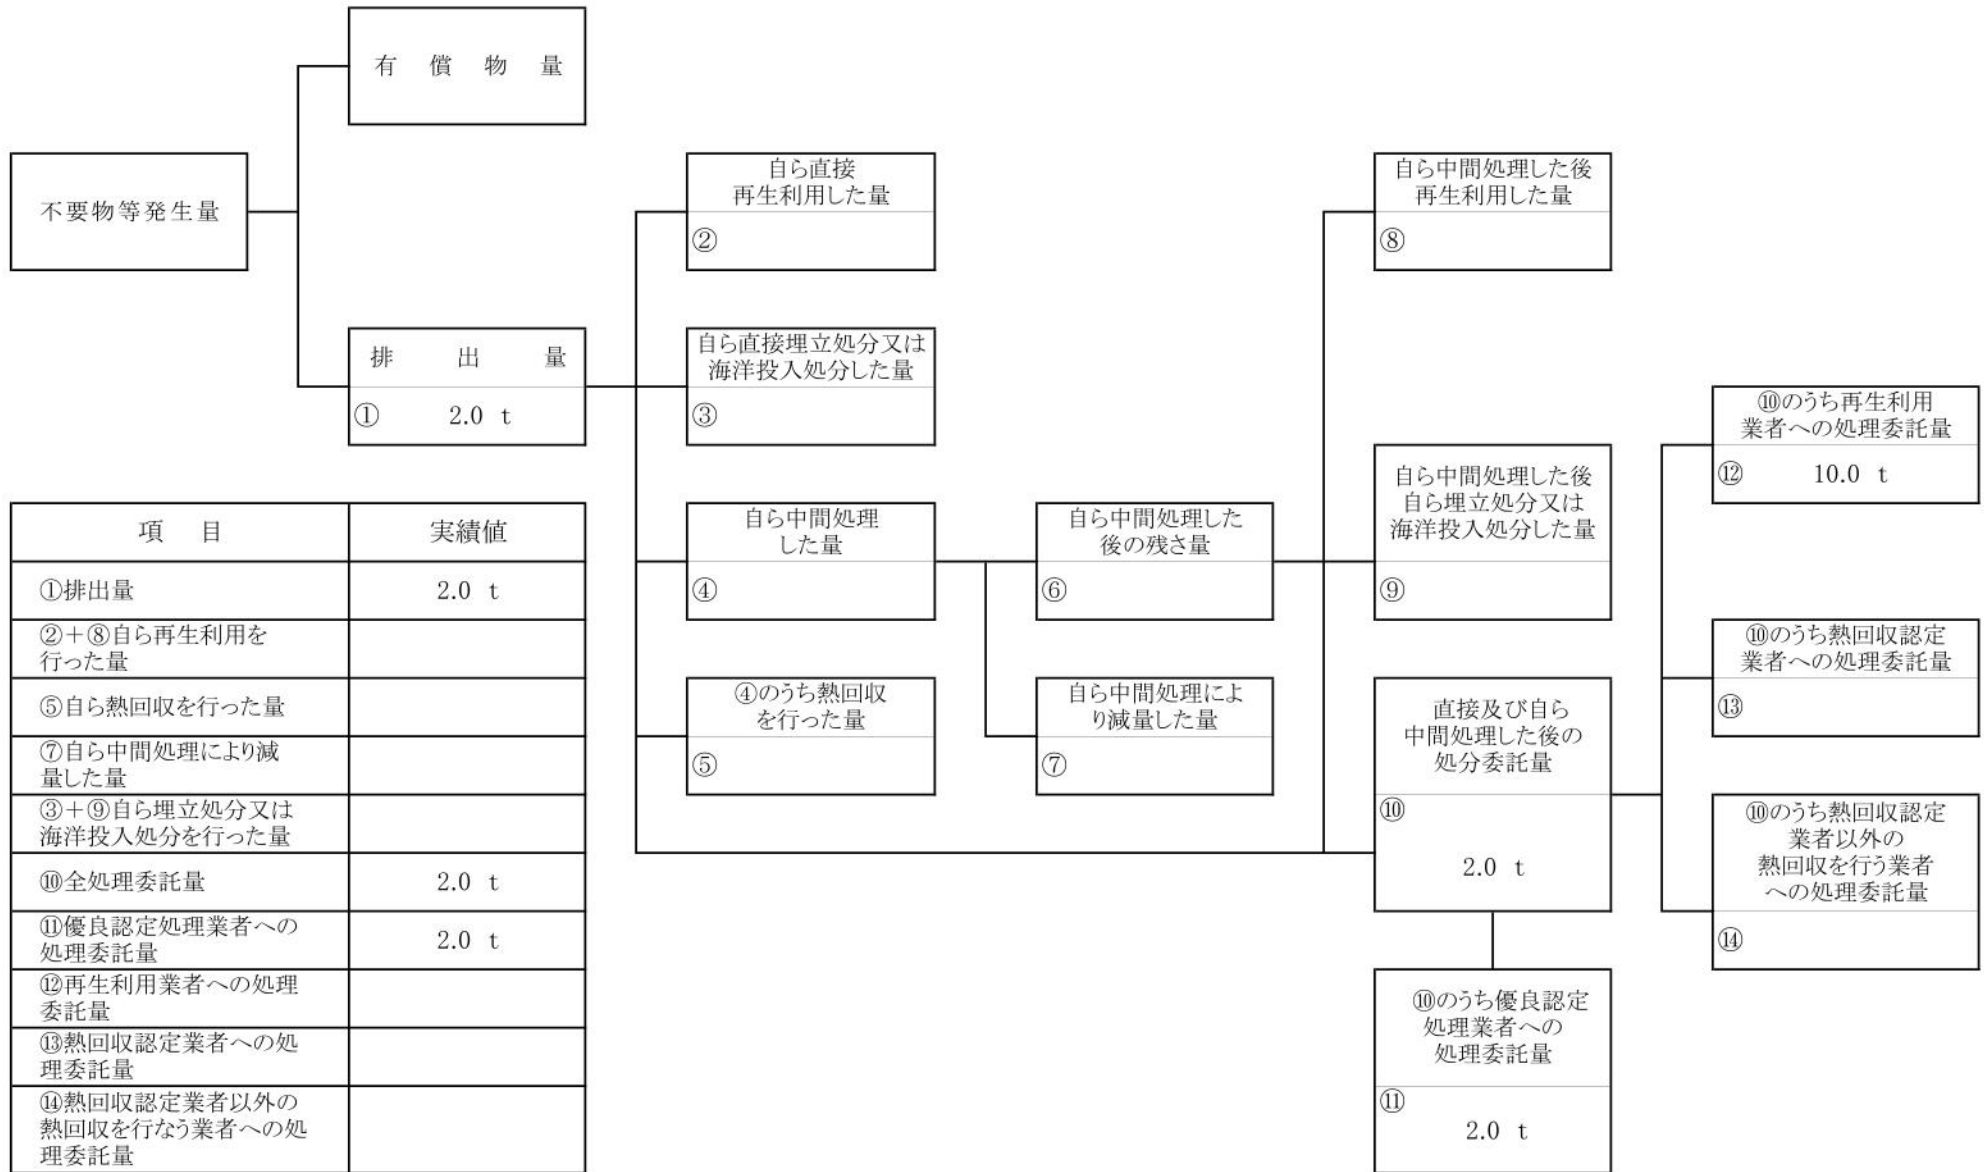 有 償 物 量
不要物等発生量
自ら直接
再生利用した量
②
自ら中間処理した後
再生利用した量
⑧
排 出 量
① 2.0 t
自ら直接埋立処分又は
海洋投入処分した量
③
⑩のうち再生利用
業者への処理委託量
⑫ 10.0 t
自ら中間処理
した量
④
自ら中間処理した
後の残さ量
⑥
自ら中間処理した後
自ら埋立処分又は
海洋投入処分した量
⑨
⑩のうち熱回収認定
業者への処理委託量
⑬
④のうち熱回収
を行った量
⑤
自ら中間処理によ
り減量した量
⑦
直接及び自ら
中間処理した後の
処分委託量
⑩
2.0 t
⑩のうち熱回収認定
業者以外の
熱回収を行う業者
への処理委託量
⑭
⑩のうち優良認定
処理業者への
処理委託量
⑪
2.0 t
項 目 実績値
①排出量 2.0 t
②+⑧自ら再生利用を
行った量
⑤自ら熱回収を行った量
⑦自ら中間処理により減
量した量
③+⑨自ら埋立処分又は
海洋投入処分を行った量
⑩全処理委託量 2.0 t
⑪優良認定処理業者への
処理委託量 2.0 t
⑫再生利用業者への処理
委託量
⑬熱回収認定業者への処
理委託量
⑭熱回収認定業者以外の
熱回収を行なう業者への処
理委託量